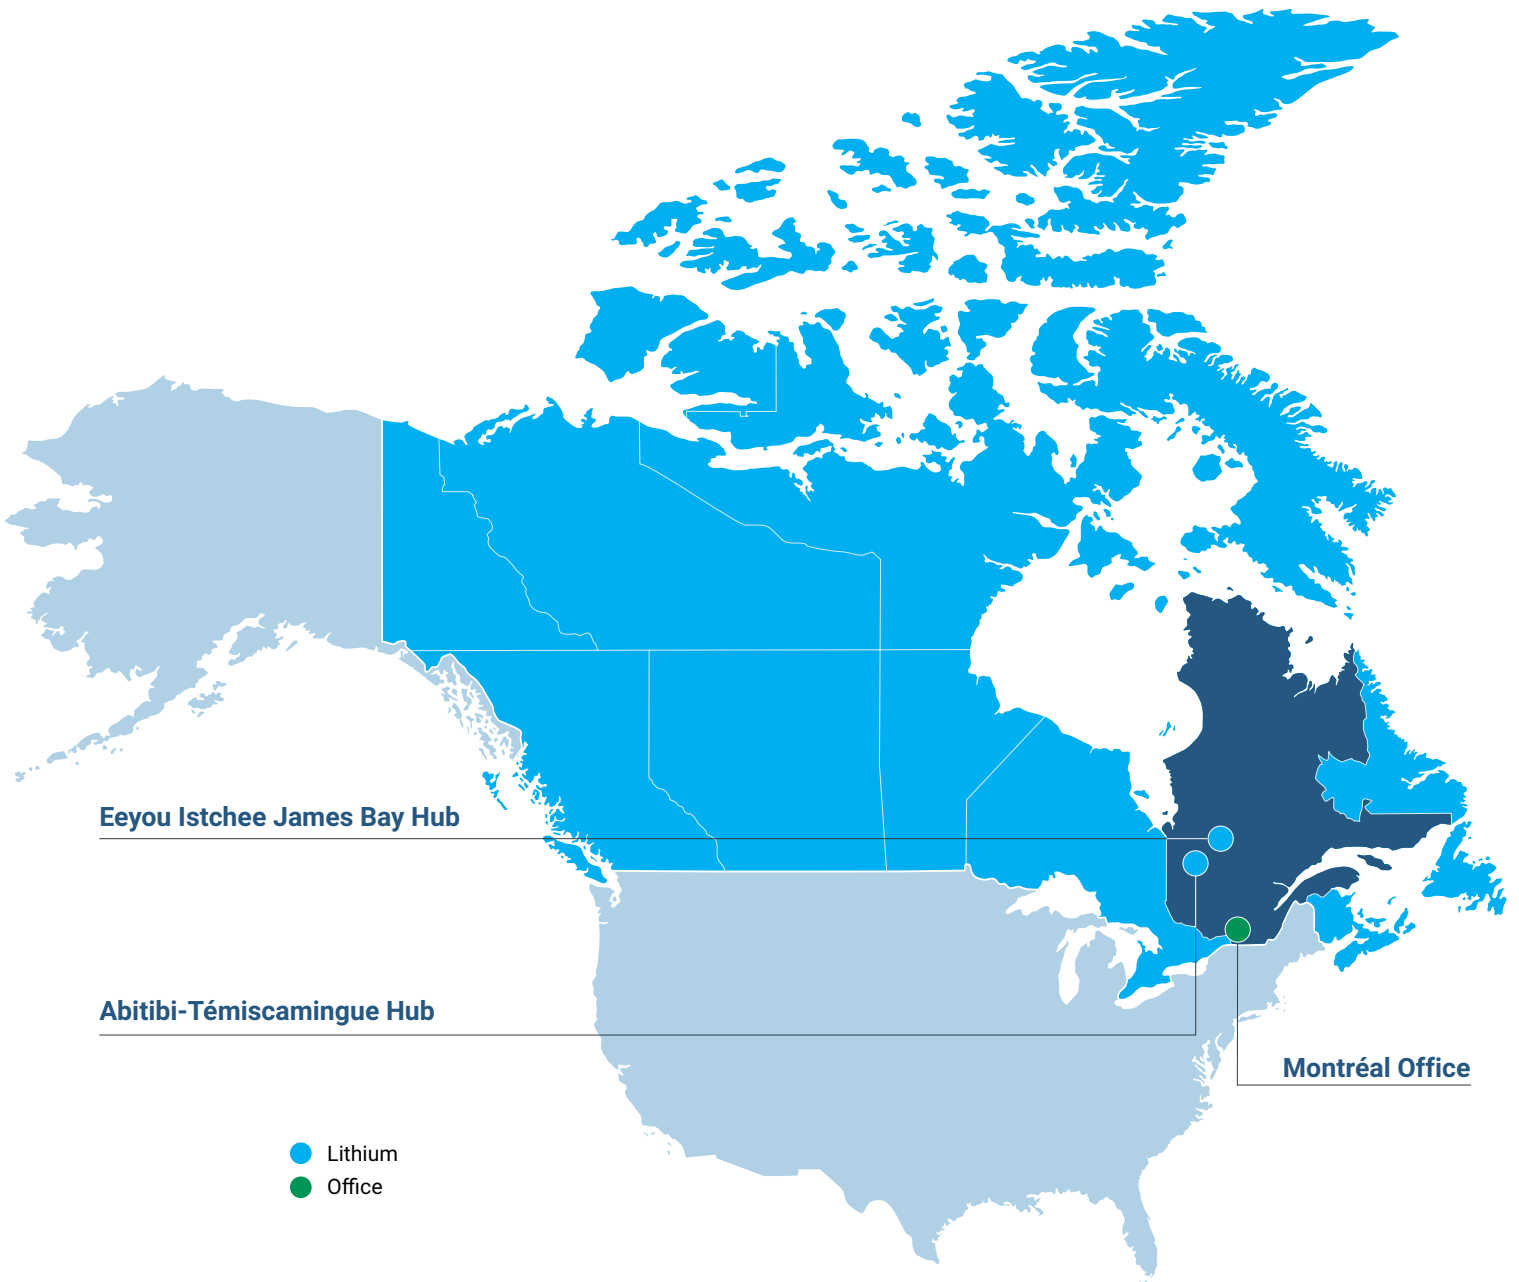 Eeyou Istchee James Bay Hub
Abitibi-Témiscamingue Hub
Montréal Office
Lithium
Office